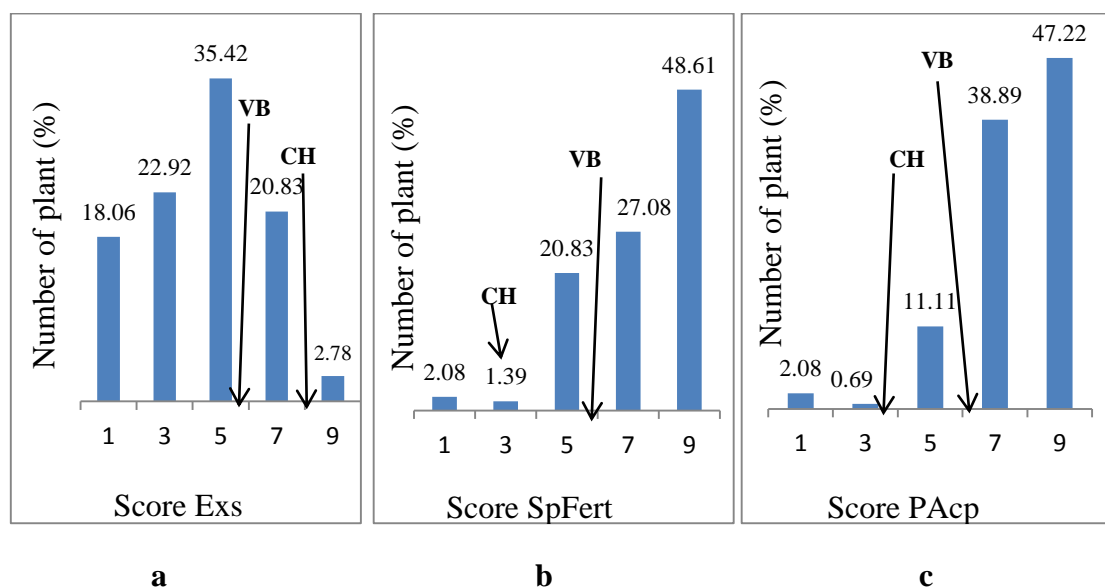 Number of plant (%)
18.06
22.92
35.42
20.83
2.78
VB
CH
1 3 5 7 9
Score Exs
a
Number of plant (%)
2.08
1.39
20.83
27.08
48.61
CH
VB
1 3 5 7 9
Score SpFert
b
Number of plant (%)
2.08
0.69
11.11
38.89
47.22
CH
VB
1 3 5 7 9
Score PAcp
c